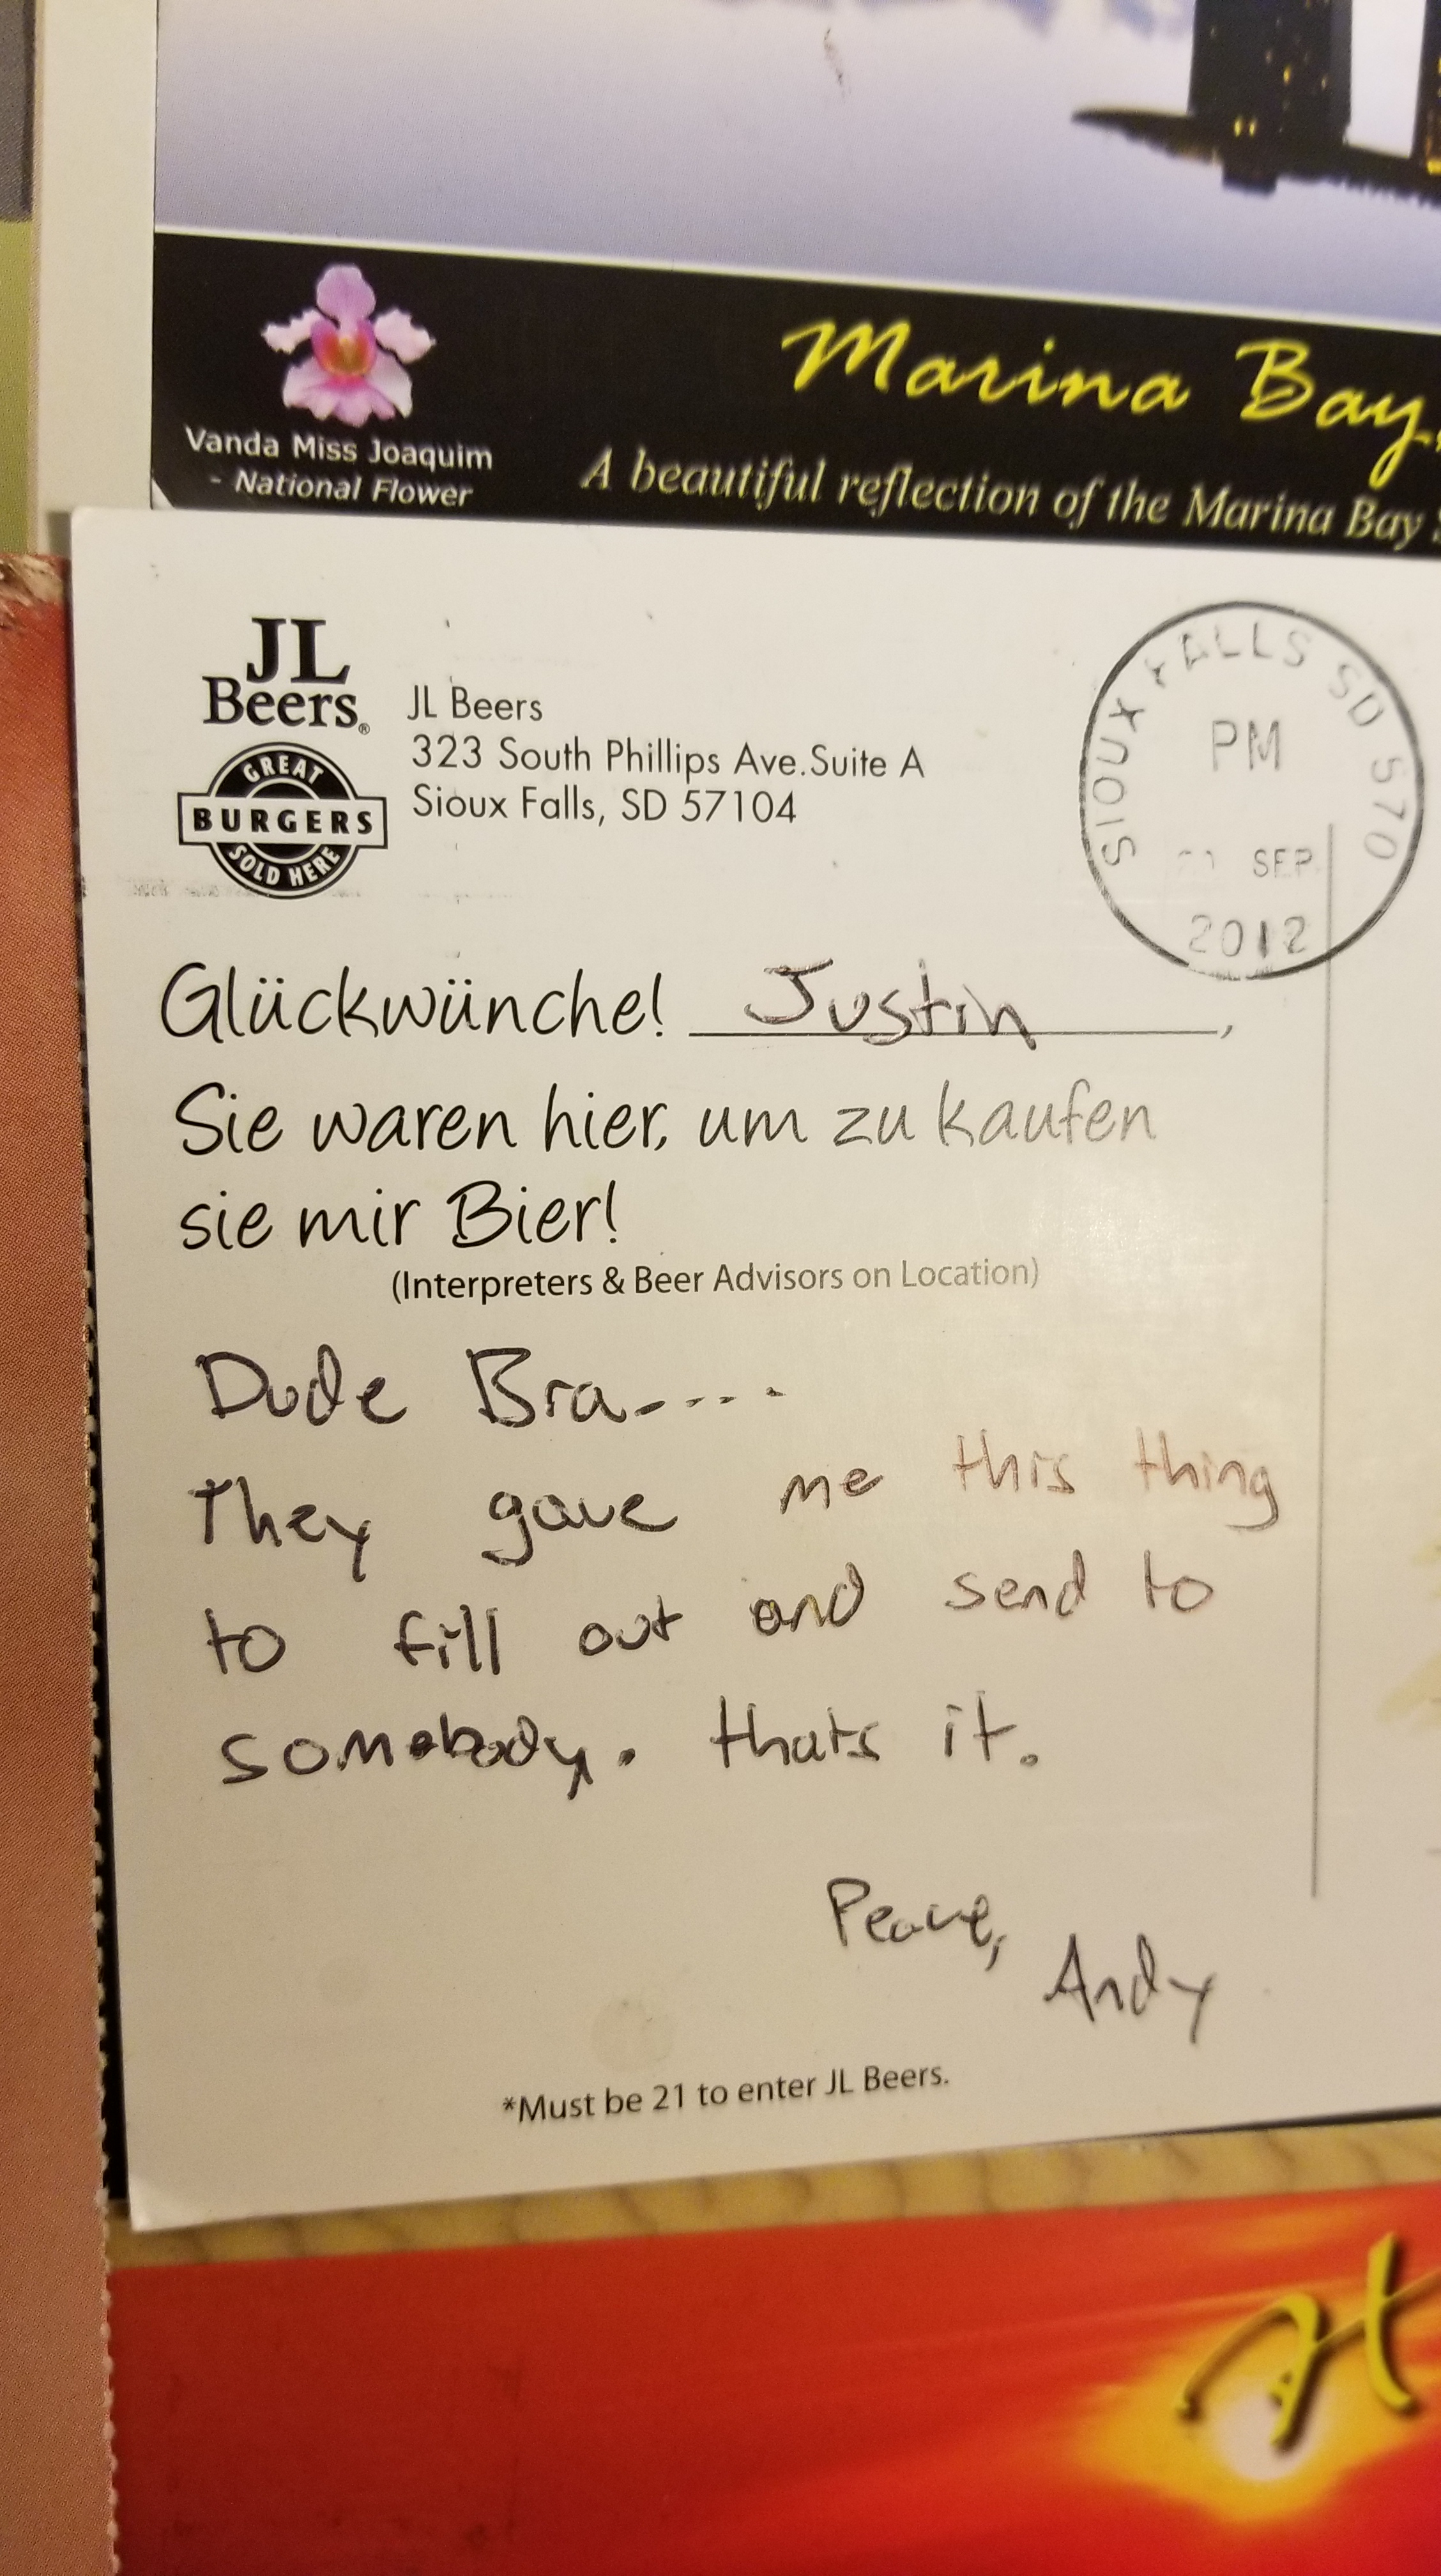 Marina Bay,
Vanda Miss Joaquim
- National Flower
A beautiful reflection of the Marina Bay
JL
Beers®
GREAT
BURGERS
SOLD HERE
JL Beers
323 South Phillips Ave.Suite A
Sioux Falls, SD 57104
SIOUX FALLS SD 570
PM
SEP
2012
Glückwünche! Justin,
Sie waren hier, um zu kaufen
sie mir Bier!
(Interpreters & Beer Advisors on Location)
Dude Bra.....
They gave me this thing
to fill out and send to
somebody. thats it.
Peace,
Andy
*Must be 21 to enter JL Beers.